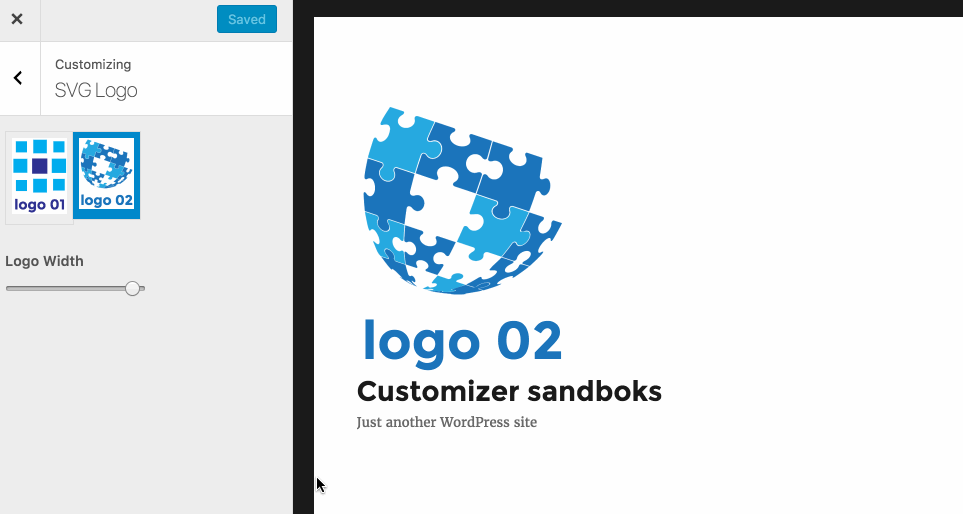 Saved
Customizing
SVG Logo
logo 01
logo 02
Logo Width
logo 02
Customizer sandboks
Just another WordPress site